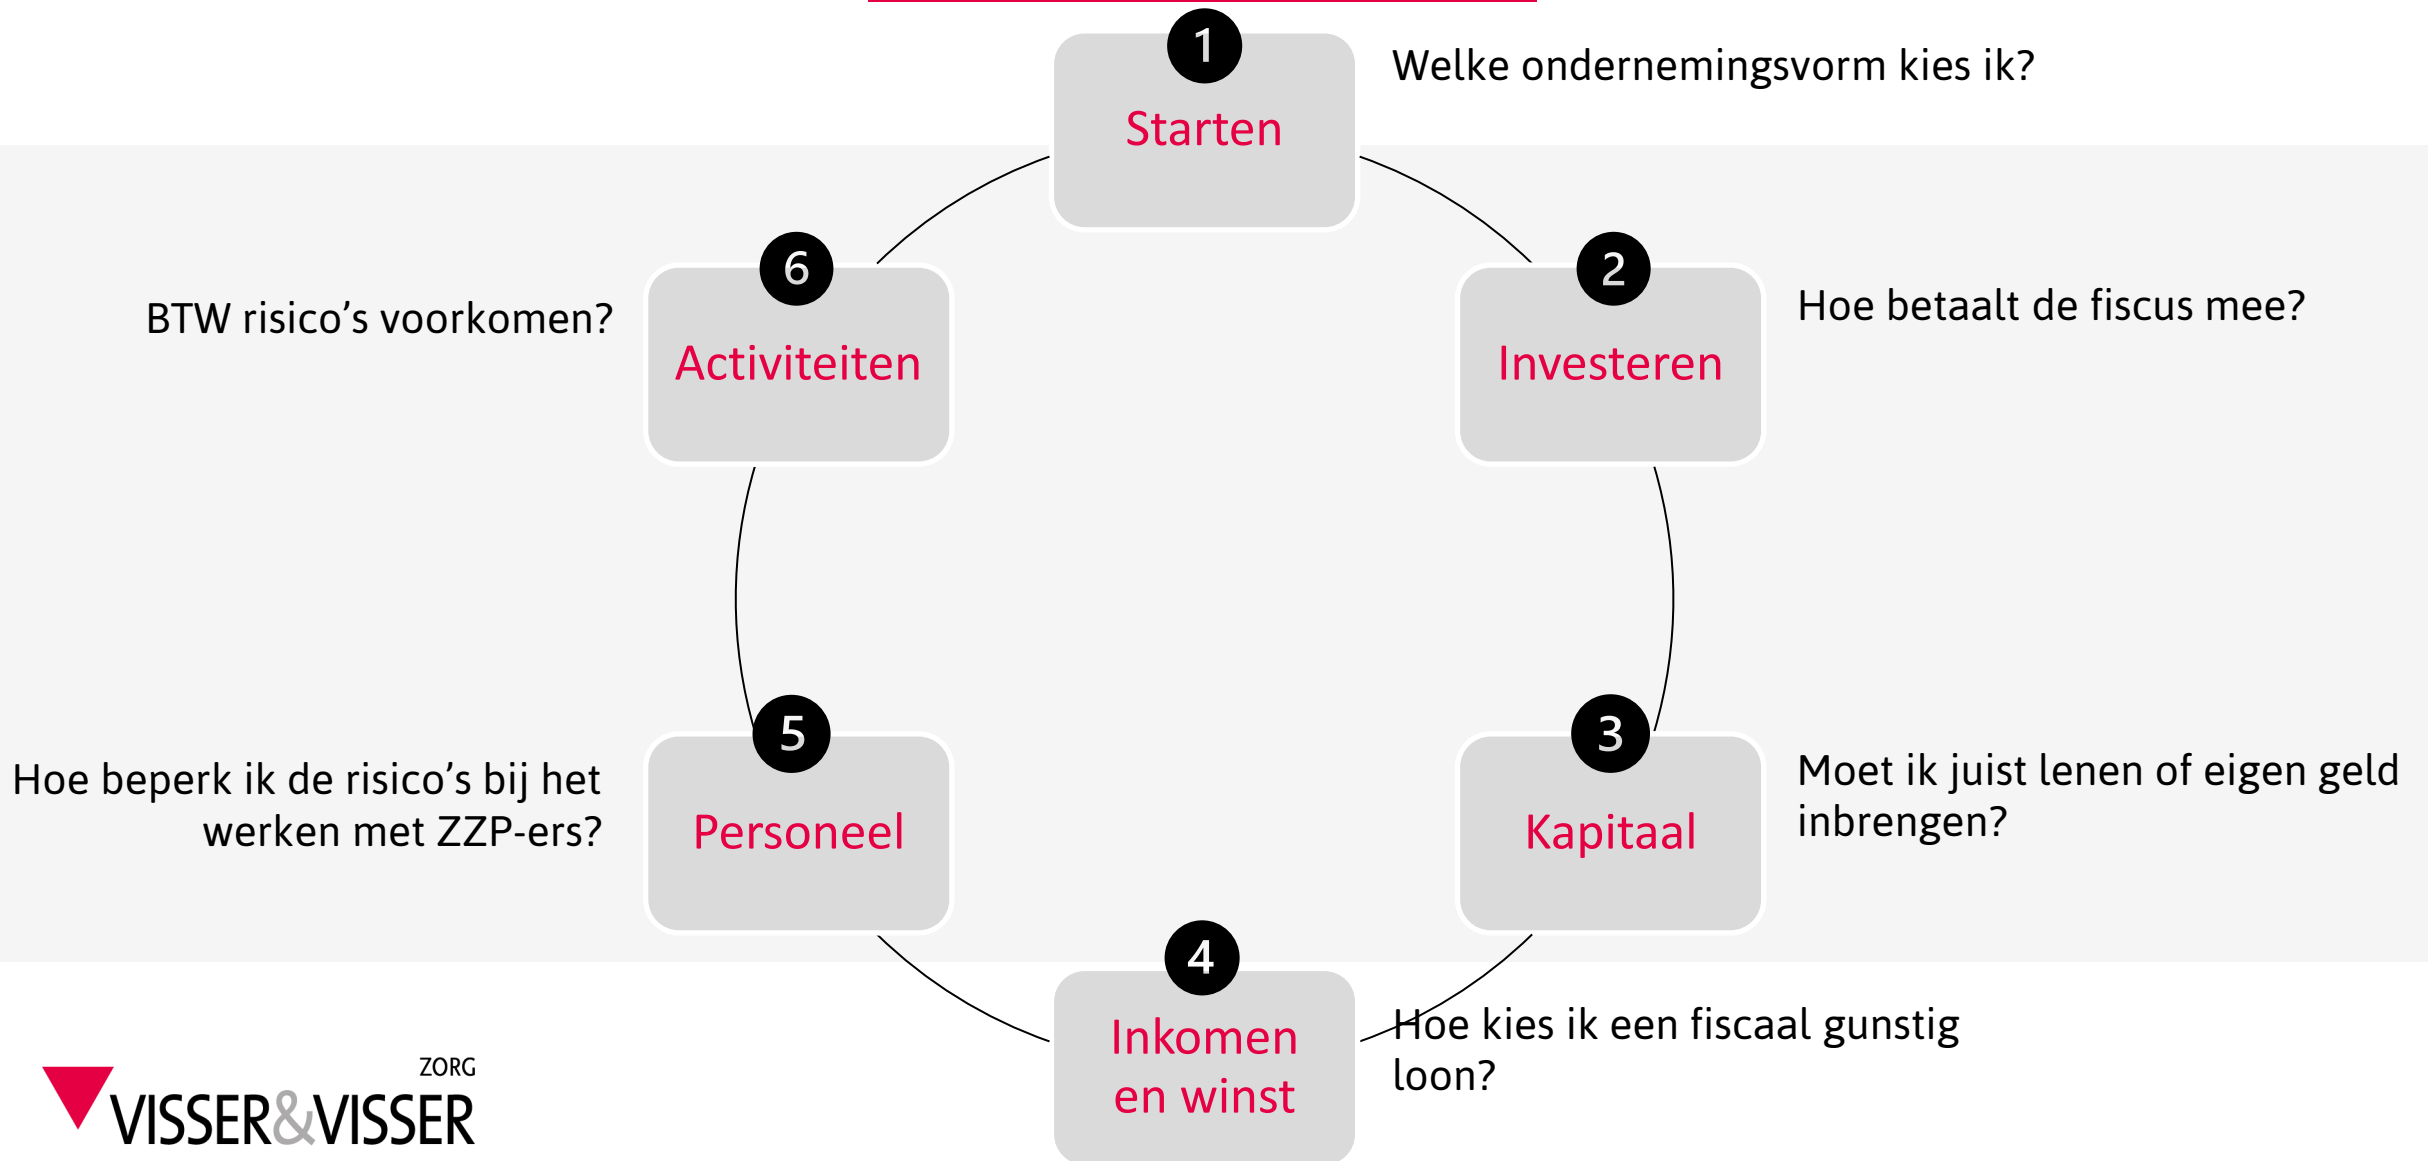 1
Starten
Welke ondernemingsvorm kies ik?
2
Investeren
Hoe betaalt de fiscus mee?
3
Kapitaal
Moet ik juist lenen of eigen geld
inbrengen?
4
Inkomen
en winst
Hoe kies ik een fiscaal gunstig
loon?
5
Personeel
Hoe beperk ik de risico’s bij het
werken met ZZP-ers?
6
Activiteiten
BTW risico’s voorkomen?
ZORG
VISSER&VISSER